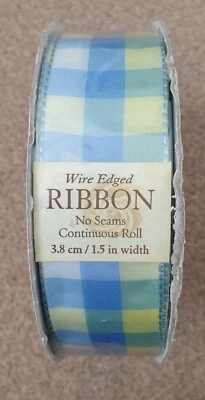 Wire Edged
RIBBON
No Seams
Continuous Roll
3.8 cm / 1.5 in width